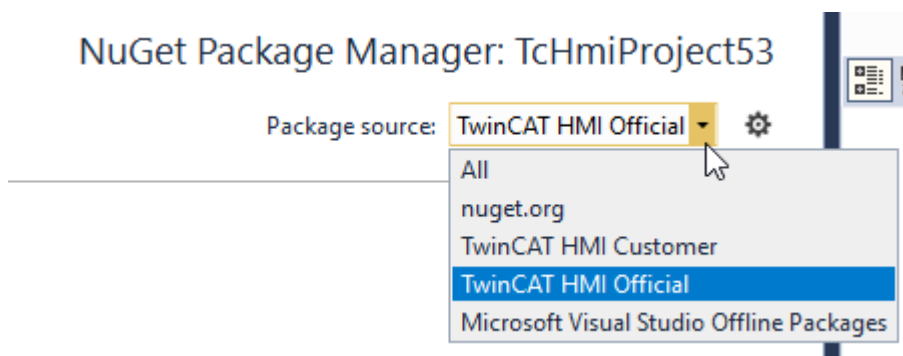 NuGet Package Manager: TcHmiProject53
Package source: TwinCAT HMI Official
All
nuget.org
TwinCAT HMI Customer
TwinCAT HMI Official
Microsoft Visual Studio Offline Packages